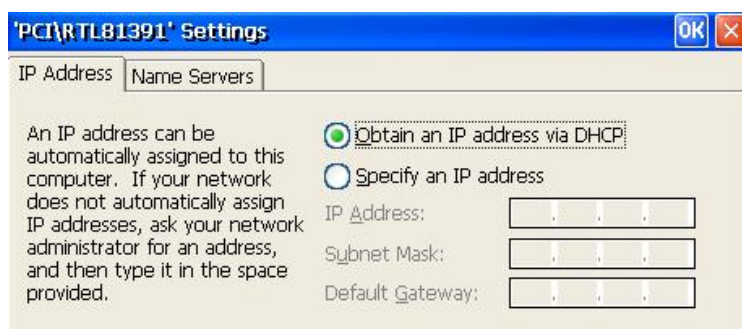 'PCI\RTL81391' Settings OK
IP Address Name Servers
An IP address can be
automatically assigned to this
computer. If your network
does not automatically assign
IP addresses, ask your network
administrator for an address,
and then type it in the space
provided.
Obtain an IP address via DHCP
Specify an IP address
IP Address:
Subnet Mask:
Default Gateway: